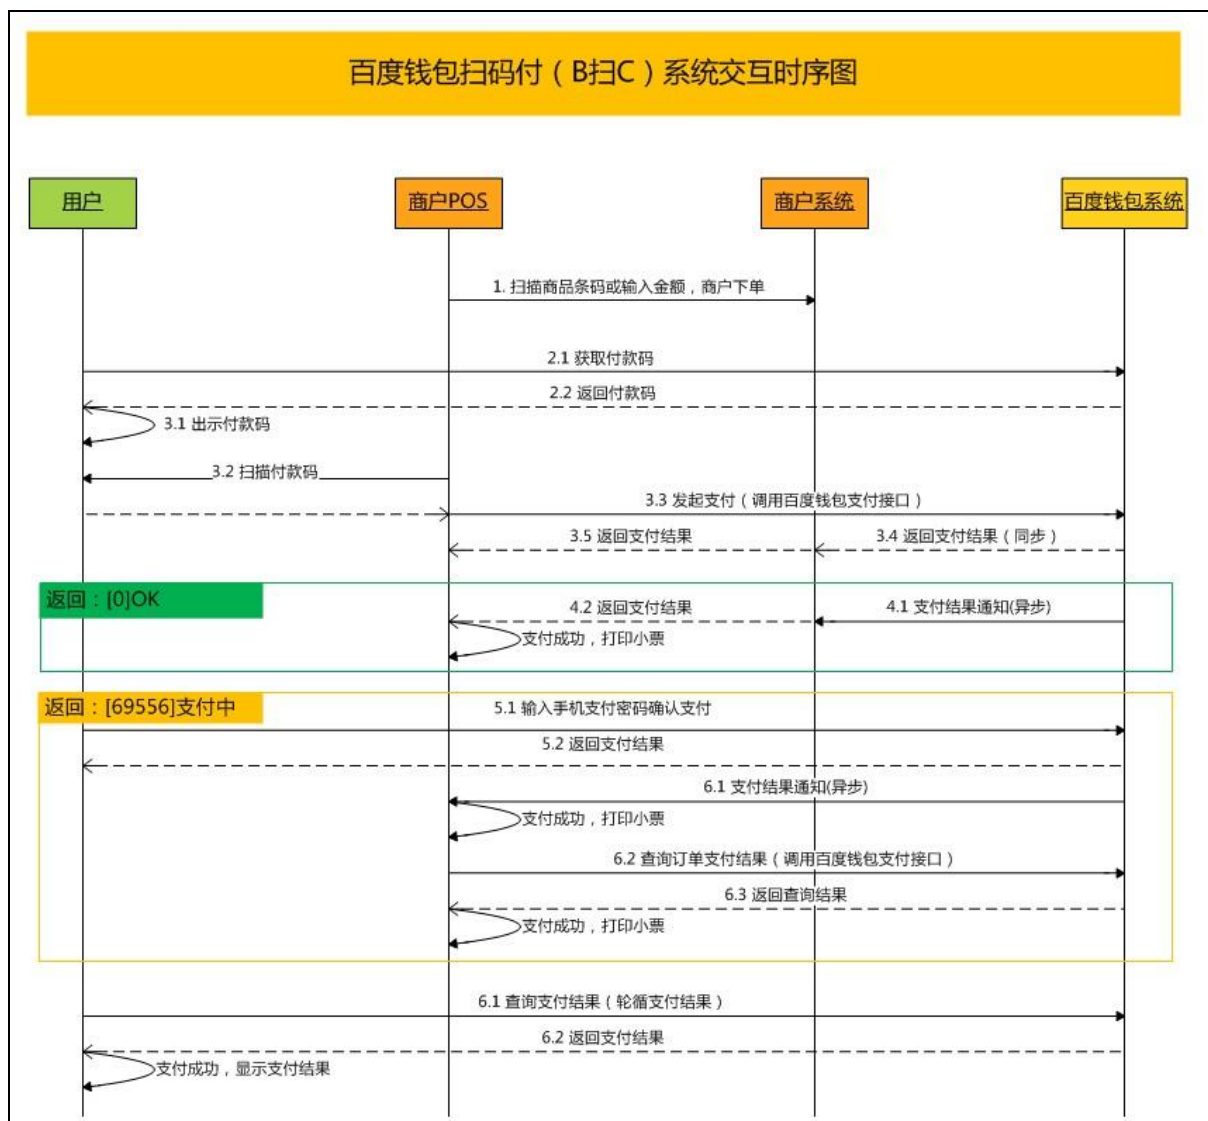 百度钱包扫码付（B扫C）系统交互时序图
用户
商户POS
商户系统
百度钱包系统
1. 扫描商品条码或输入金额，商户下单
2.1 获取付款码
2.2 返回付款码
3.1 出示付款码
3.2 扫描付款码
3.3 发起支付（调用百度钱包支付接口）
3.5 返回支付结果
3.4 返回支付结果（同步）
返回：[0]OK
4.2 返回支付结果
4.1 支付结果通知(异步)
支付成功，打印小票
返回：[69556]支付中
5.1 输入手机支付密码确认支付
5.2 返回支付结果
6.1 支付结果通知(异步)
支付成功，打印小票
6.2 查询订单支付结果（调用百度钱包支付接口）
6.3 返回查询结果
支付成功，打印小票
6.1 查询支付结果（轮循支付结果）
6.2 返回支付结果
支付成功，显示支付结果